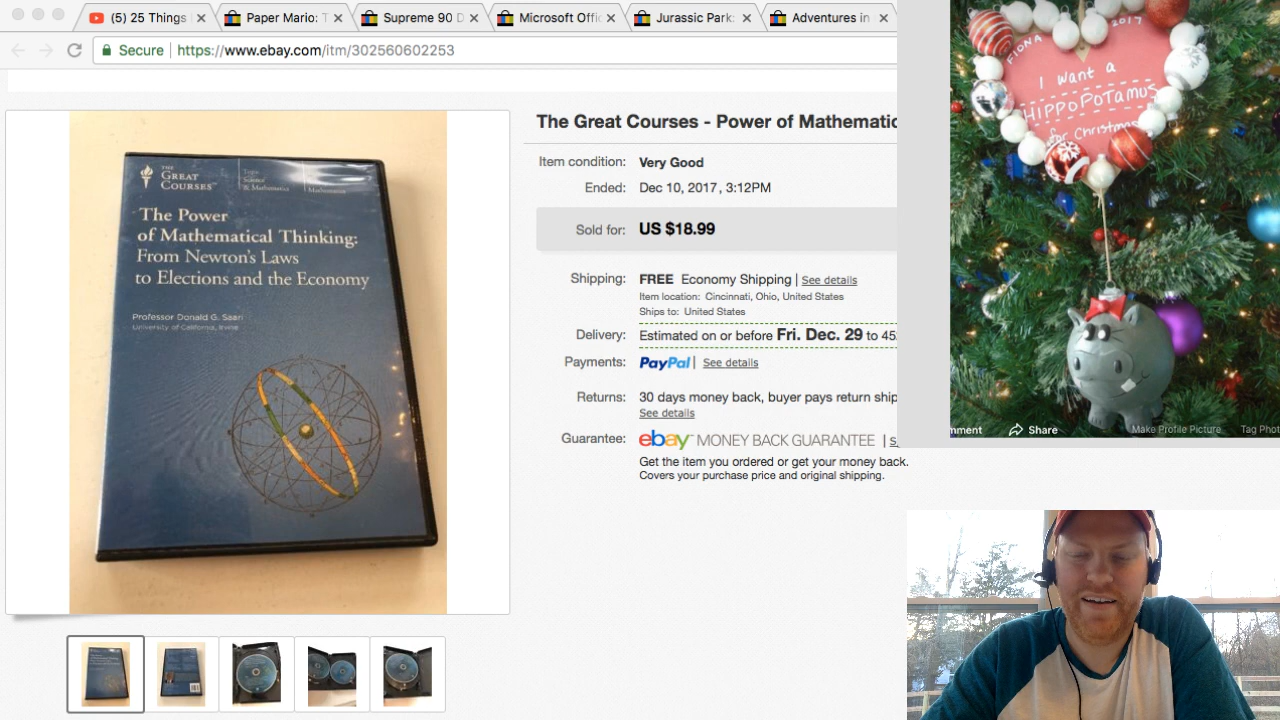 (5) 25 Things
Paper Mario: T
Supreme 90 D
Microsoft Offic
Jurassic Park:
Adventures in
Secure
https://www.ebay.com/itm/302560602253
THE GREAT COURSES
Topic
Science & Mathematics
Mathematics
The Power
of Mathematical Thinking:
From Newton's Laws
to Elections and the Economy
Professor Donald G. Saari
University of California, Irvine
The Great Courses - Power of Mathematic
Item condition: Very Good
Ended: Dec 10, 2017 , 3:12PM
Sold for: US $18.99
Shipping: FREE Economy Shipping | See details
Item location: Cincinnati, Ohio, United States
Ships to: United States
Delivery: Estimated on or before Fri. Dec. 29 to 45
Payments: PayPal | See details
Returns: 30 days money back, buyer pays return ship
See details
Guarantee: ebay MONEY BACK GUARANTEE | S
Get the item you ordered or get your money back.
Covers your purchase price and original shipping.
FIONA
2017
I want a
HIPPOPOTAMUS
for Christmas
mment
Share
Make Profile Picture
Tag Phot